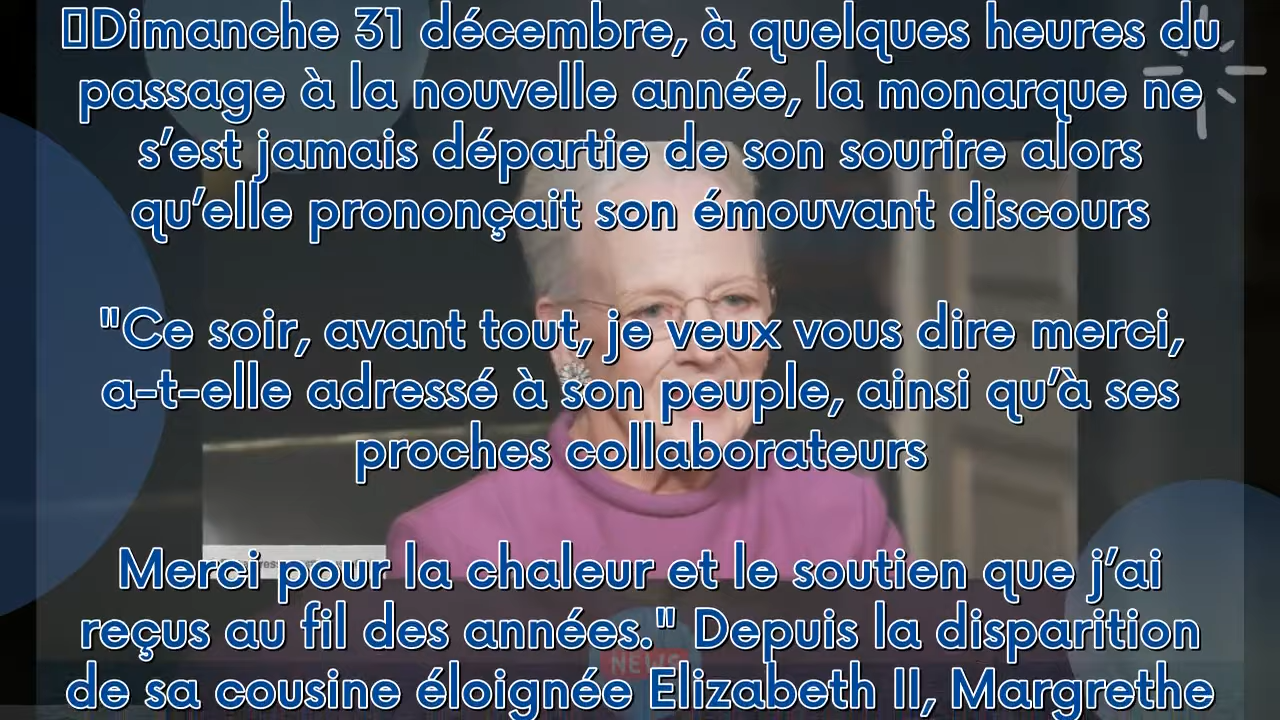 Dimanche 31 décembre, à quelques heures du
passage à la nouvelle année, la monarque ne
s’est jamais départie de son sourire alors
qu’elle prononçait son émouvant discours
"Ce soir, avant tout, je veux vous dire merci,
a-t-elle adressé à son peuple, ainsi qu’à ses
proches collaborateurs
Merci pour la chaleur et le soutien que j’ai
reçus au fil des années." Depuis la disparition
NEWS
de sa cousine éloignée Elizabeth II, Margrethe